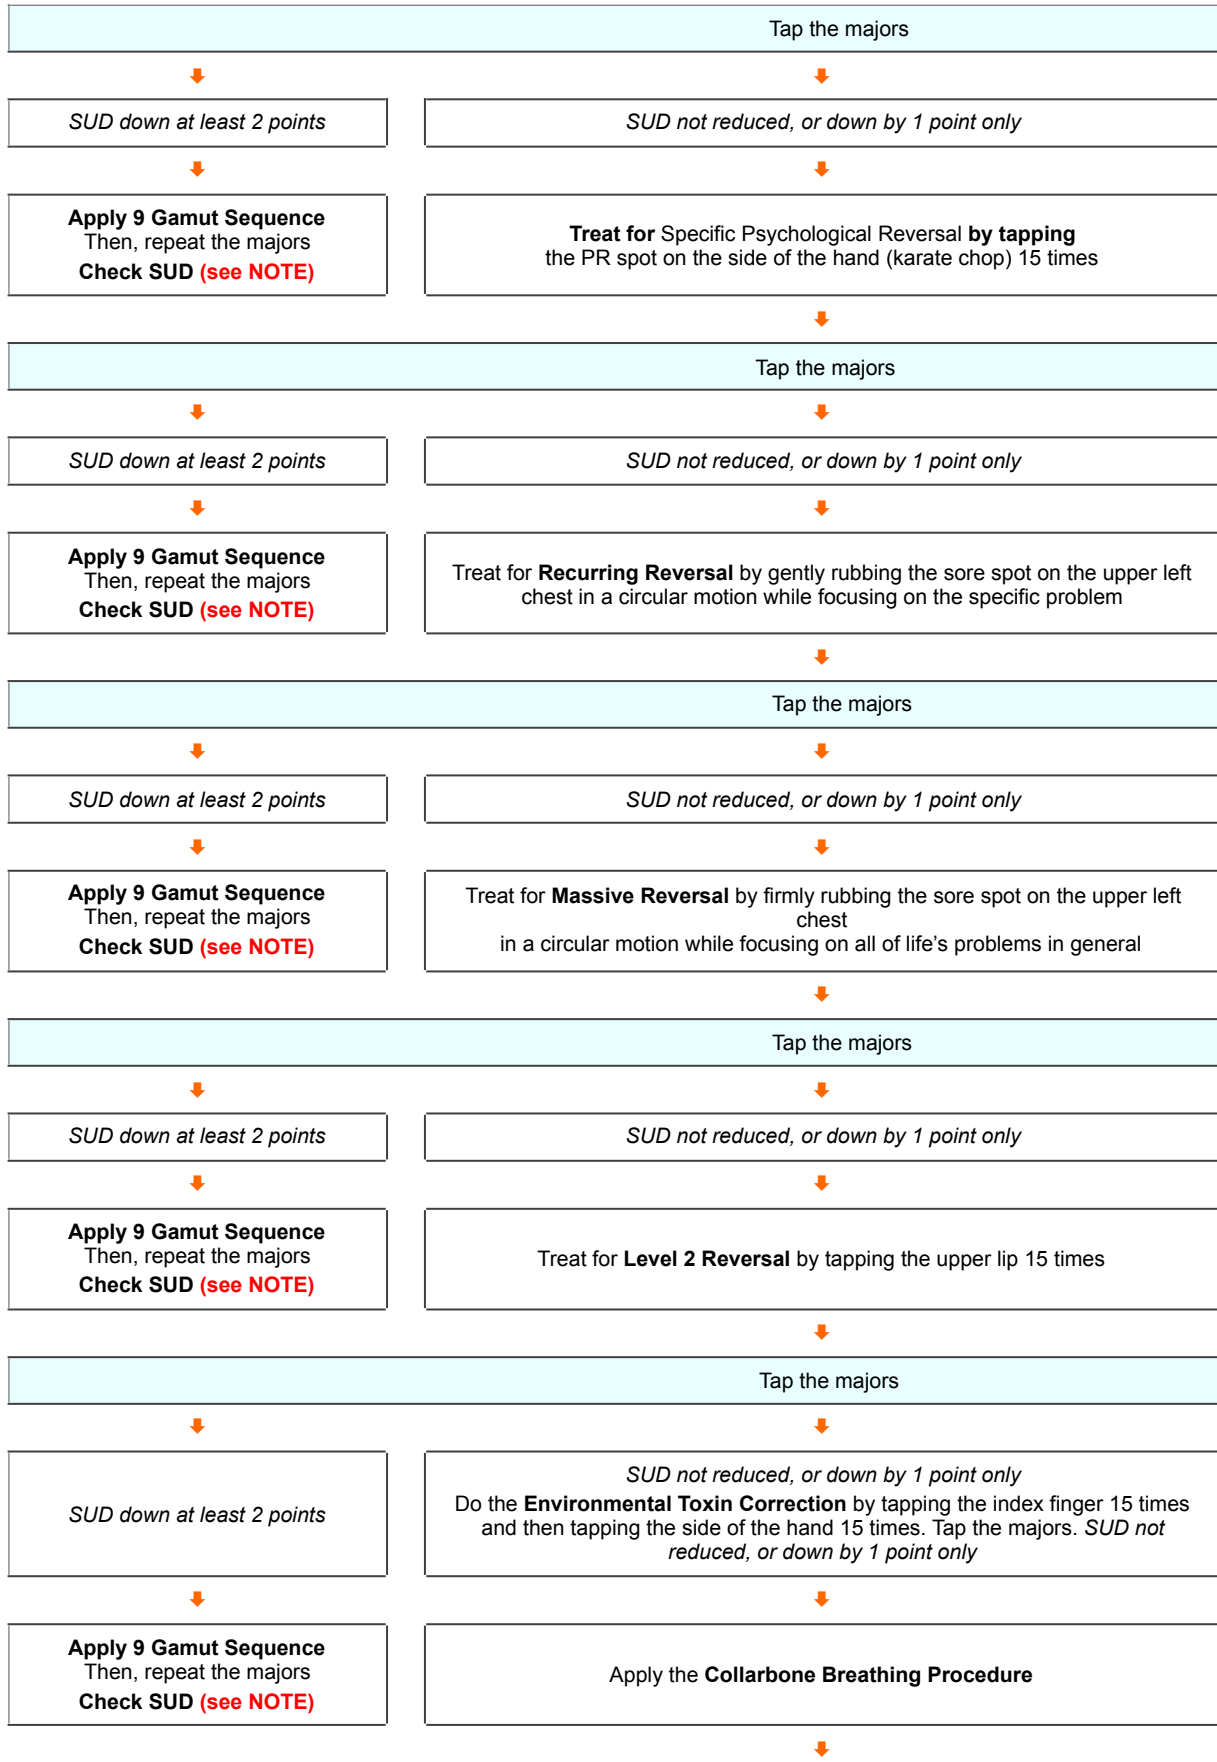 Tap the majors
SUD down at least 2 points
SUD not reduced, or down by 1 point only
Apply 9 Gamut Sequence
Then, repeat the majors
Check SUD (see NOTE)
Treat for Specific Psychological Reversal by tapping
the PR spot on the side of the hand (karate chop) 15 times
Tap the majors
SUD down at least 2 points
SUD not reduced, or down by 1 point only
Apply 9 Gamut Sequence
Then, repeat the majors
Check SUD (see NOTE)
Treat for Recurring Reversal by gently rubbing the sore spot on the upper left
chest in a circular motion while focusing on the specific problem
Tap the majors
SUD down at least 2 points
SUD not reduced, or down by 1 point only
Apply 9 Gamut Sequence
Then, repeat the majors
Check SUD (see NOTE)
Treat for Massive Reversal by firmly rubbing the sore spot on the upper left
chest
in a circular motion while focusing on all of life’s problems in general
Tap the majors
SUD down at least 2 points
SUD not reduced, or down by 1 point only
Apply 9 Gamut Sequence
Then, repeat the majors
Check SUD (see NOTE)
Treat for Level 2 Reversal by tapping the upper lip 15 times
Tap the majors
SUD down at least 2 points
SUD not reduced, or down by 1 point only
Do the Environmental Toxin Correction by tapping the index finger 15 times
and then tapping the side of the hand 15 times. Tap the majors. SUD not
reduced, or down by 1 point only
Apply 9 Gamut Sequence
Then, repeat the majors
Check SUD (see NOTE)
Apply the Collarbone Breathing Procedure